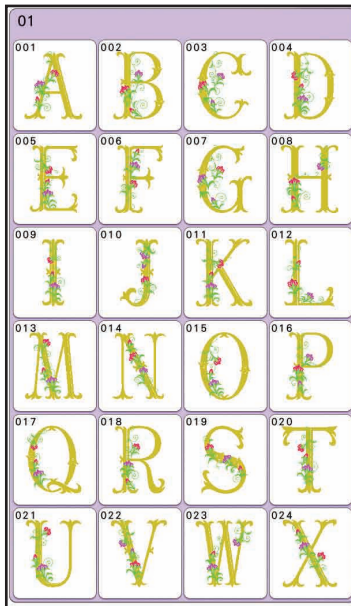 01
001 002 003 004
A B C D
005 006 007 008
E F G H
009 010 011 012
I J K L
013 014 015 016
M N O P
017 018 019 020
Q R S T
021 022 023 024
U V W X